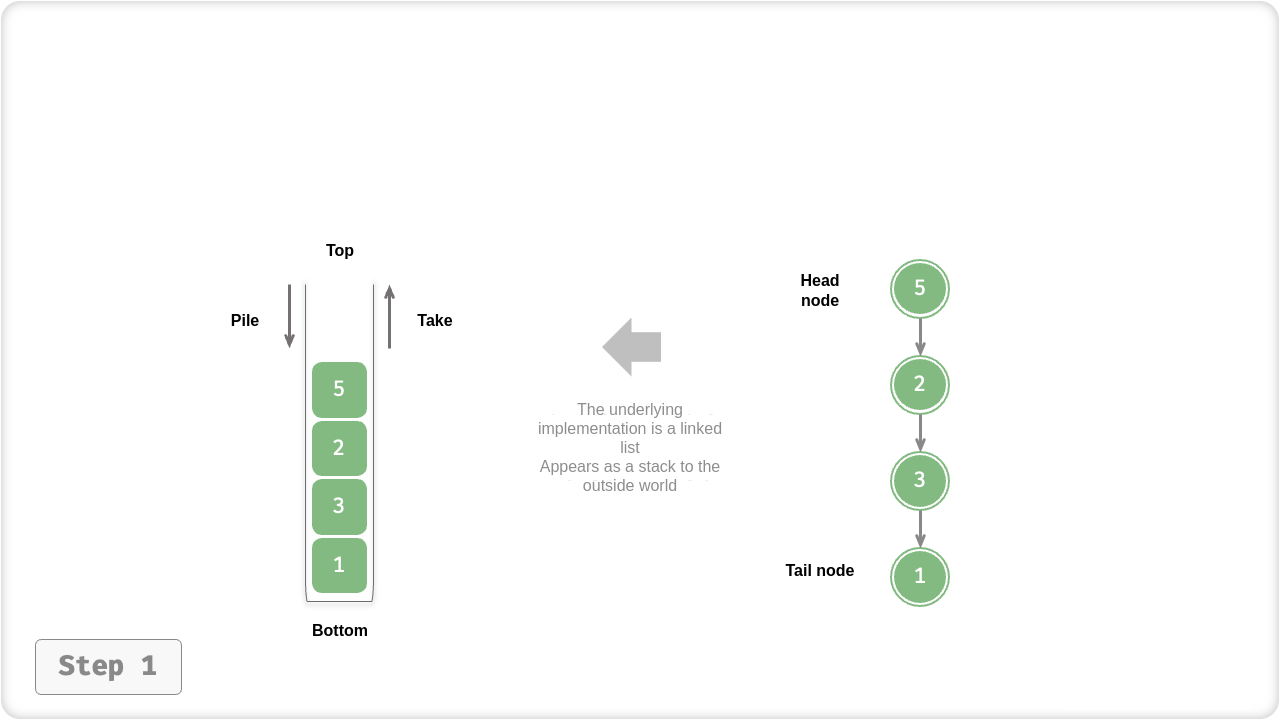 Top
Pile
Take
5
2
3
1
Bottom
The underlying
implementation is a linked
list
Appears as a stack to the
outside world
Head
node
5
2
3
Tail node
1
Step 1